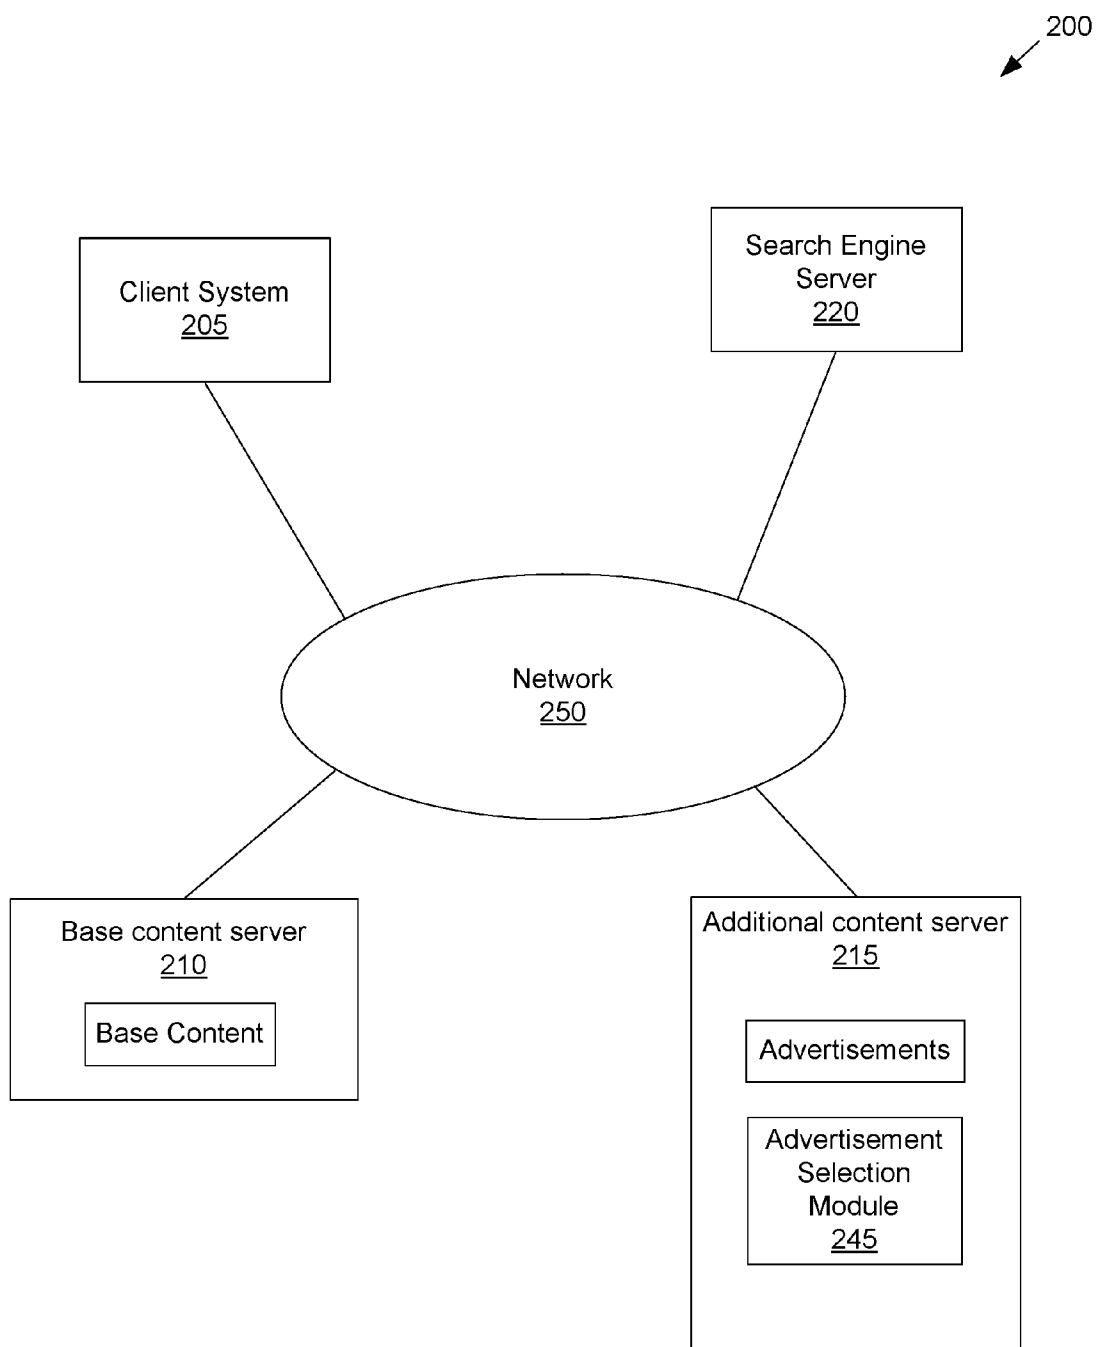 200
Client System
205
Search Engine
Server
220
Network
250
Base content server
210
Base Content
Additional content server
215
Advertisements
Advertisement
Selection
Module
245